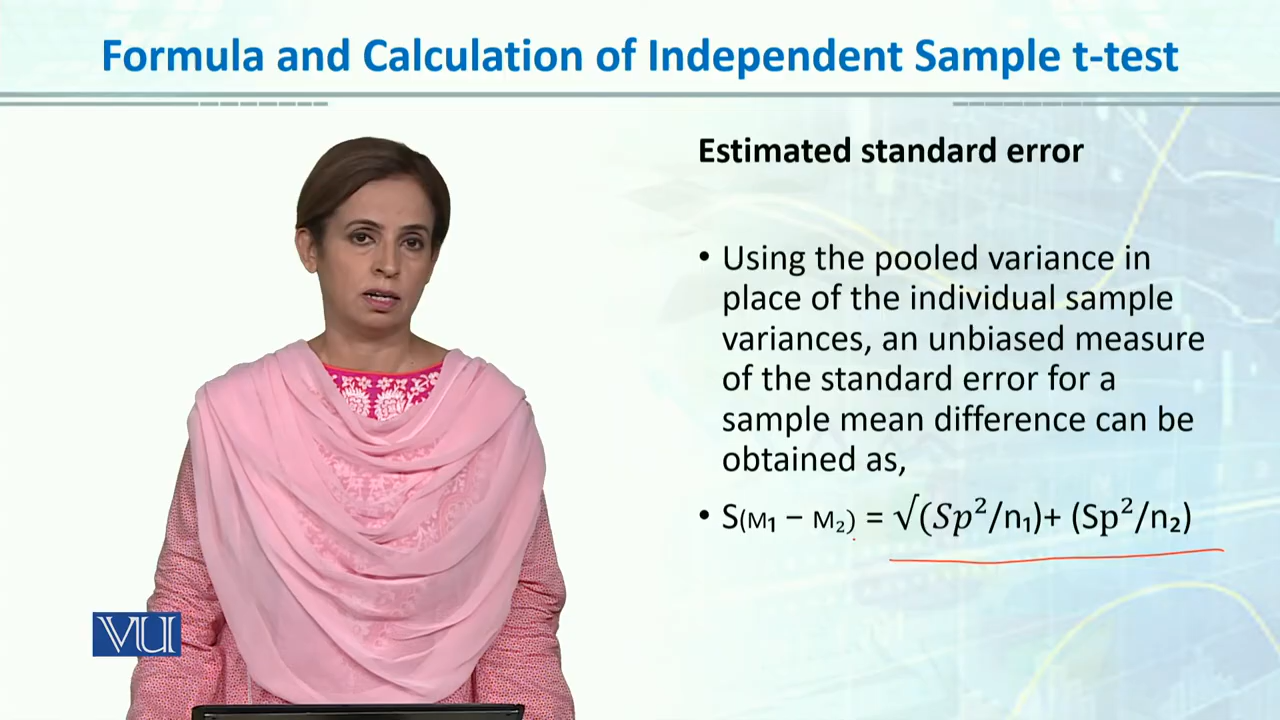 Formula and Calculation of Independent Sample t-test
Estimated standard error
• Using the pooled variance in
place of the individual sample
variances, an unbiased measure
of the standard error for a
sample mean difference can be
obtained as,
• S(M₁ − M₂) = √(Sp²/n₁)+ (Sp²/n₂)
VU